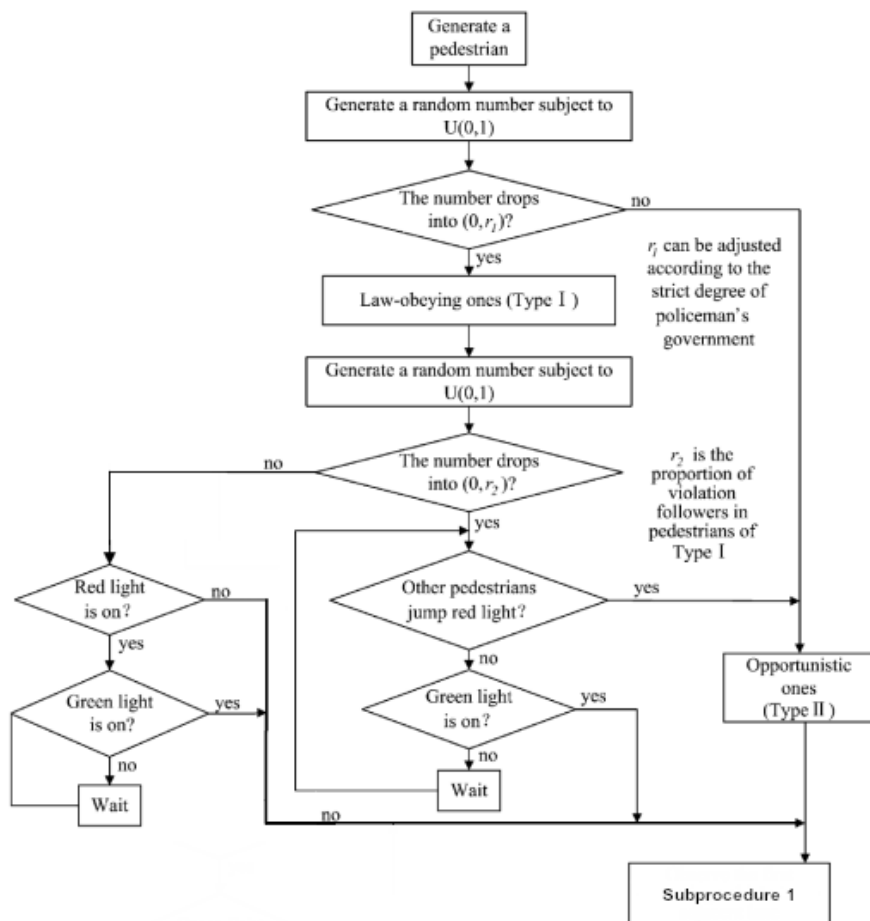 Generate a
pedestrian
Generate a random number subject to
U(0,1)
The number drops
into (0, r₁)?
no
yes
r₁ can be adjusted
according to the
strict degree of
policeman's
government
Law-obeying ones (Type Ⅰ)
Generate a random number subject to
U(0,1)
The number drops
into (0, r₂)?
no
yes
r₂ is the
proportion of
violation
followers in
pedestrians of
Type Ⅰ
Red light
is on?
no
yes
Other pedestrians
jump red light?
yes
no
Green light
is on?
yes
no
Wait
Green light
is on?
yes
no
Wait
Opportunistic
ones
(Type Ⅱ)
no
Subprocedure 1